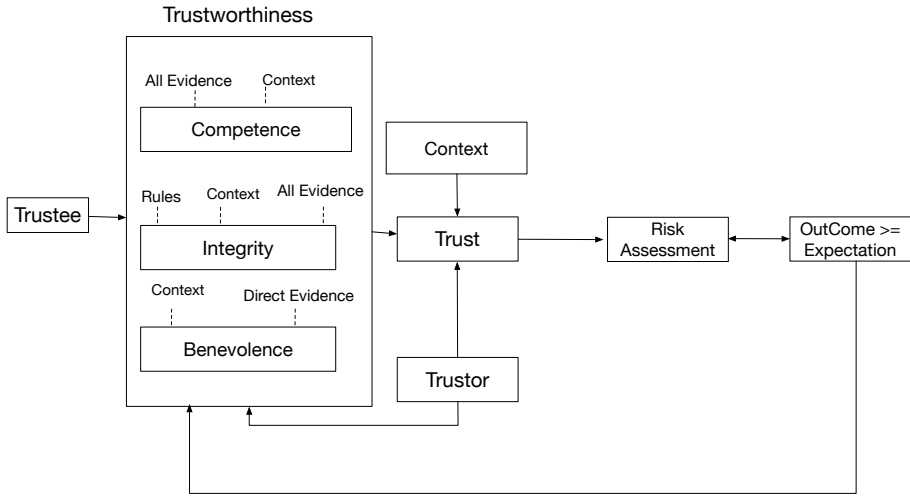 Trustworthiness
All Evidence
Context
Competence
Context
Rules
Context
All Evidence
Trustee
Integrity
Trust
Risk
Assessment
OutCome >=
Expectation
Context
Direct Evidence
Benevolence
Trustor